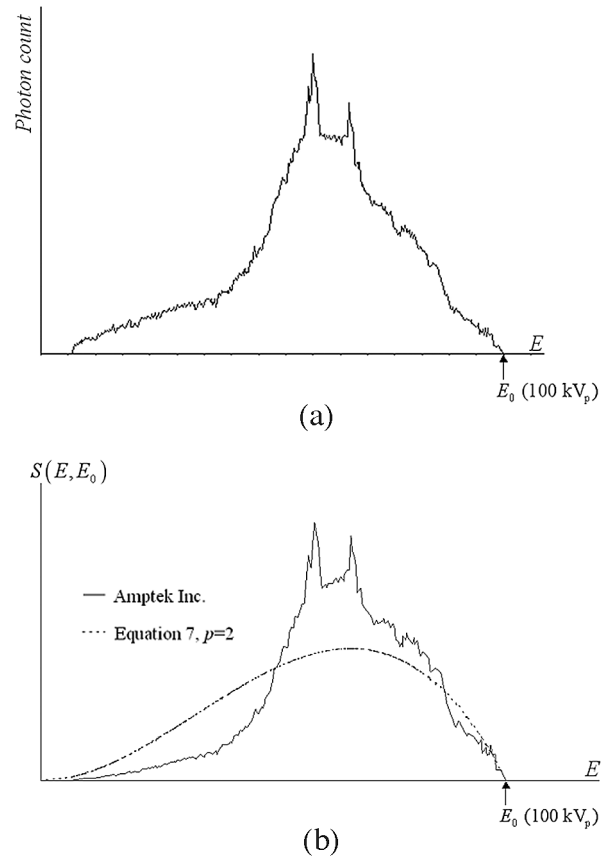 Photon count
E
E₀ (100 kVₚ)
(a)
S(E,E₀)
Amptek Inc.
Equation 7, p=2
E
E₀ (100 kVₚ)
(b)